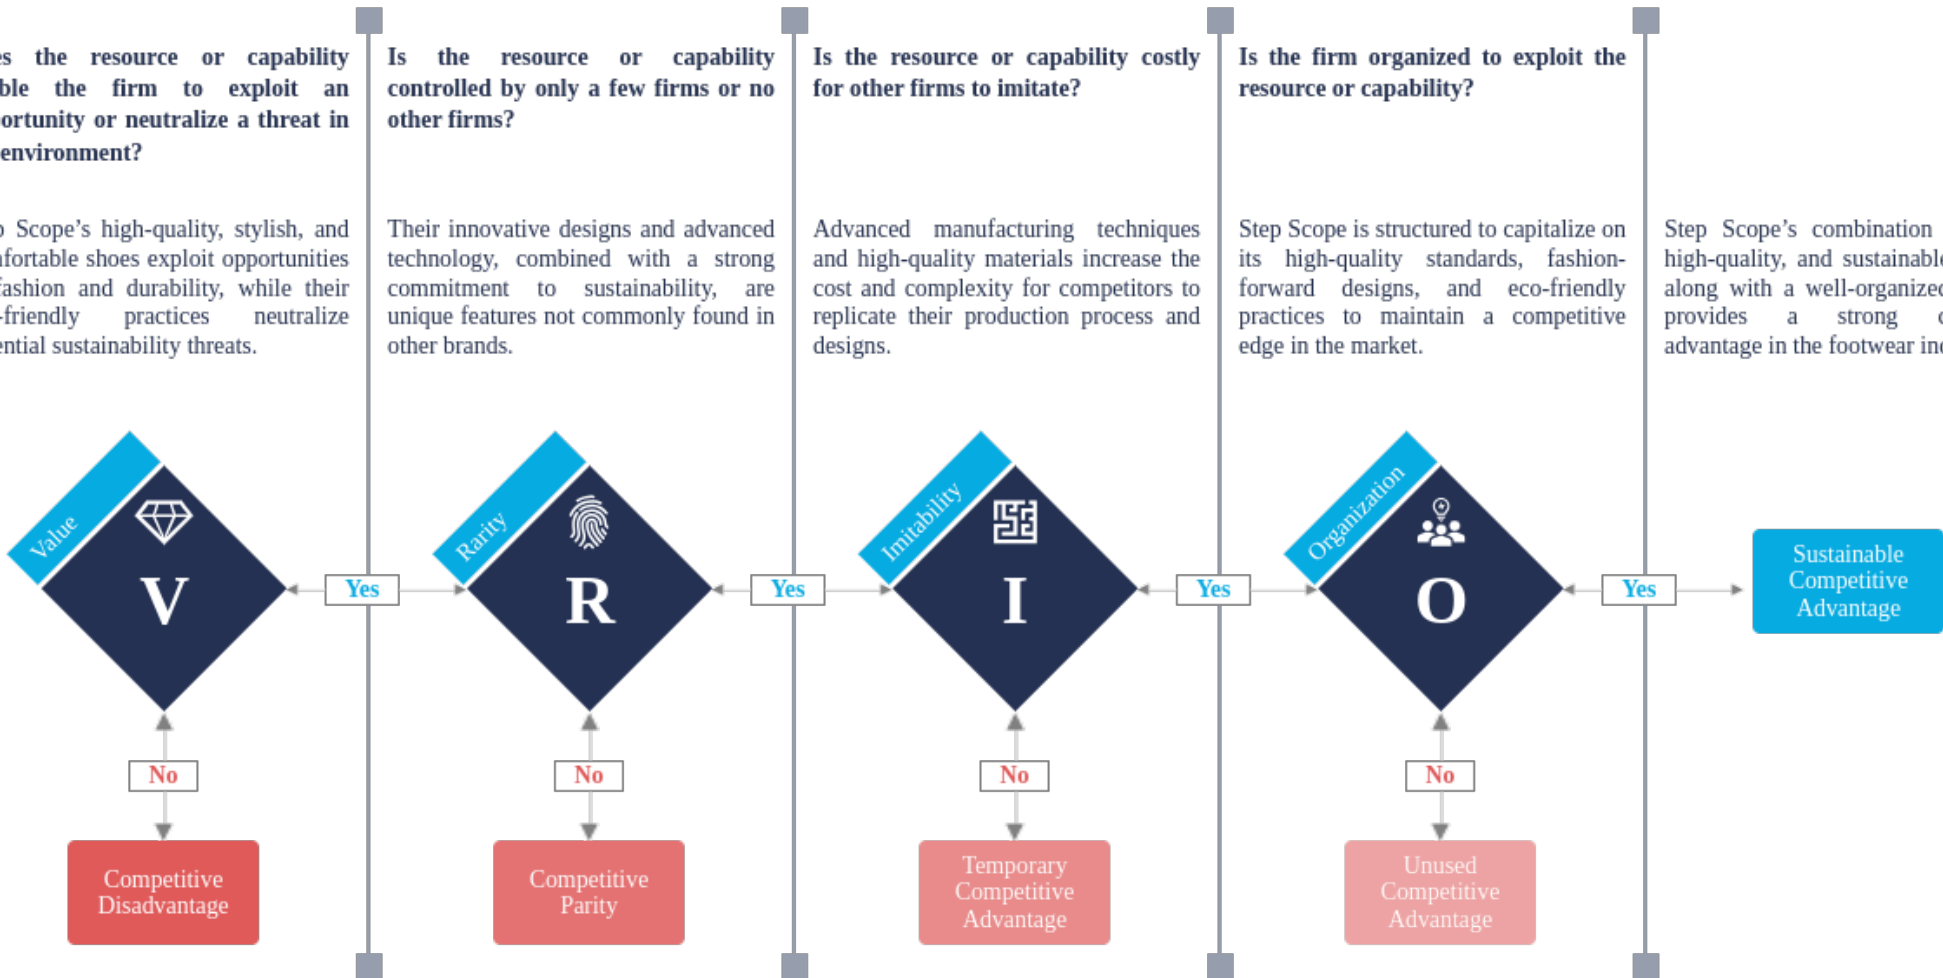 the resource or capability
the firm to exploit an
or neutralize a threat in
environment?
Is the resource or capability
controlled by only a few firms or no
other firms?
Is the resource or capability costly
for other firms to imitate?
Is the firm organized to exploit the
resource or capability?
Scope’s high-quality, stylish, and
shoes exploit opportunities
fashion and durability, while their
-friendly practices neutralize
sustainability threats.
Their innovative designs and advanced
technology, combined with a strong
commitment to sustainability, are
unique features not commonly found in
other brands.
Advanced manufacturing techniques
and high-quality materials increase the
cost and complexity for competitors to
replicate their production process and
designs.
Step Scope is structured to capitalize on
its high-quality standards, fashion-
forward designs, and eco-friendly
practices to maintain a competitive
edge in the market.
Step Scope’s combination
high-quality, and sustainable
along with a well-organized
provides a strong
advantage in the footwear
Value
V
Yes
Rarity
R
Yes
Imitability
I
Yes
Organization
O
Yes
Sustainable
Competitive
Advantage
No
No
No
No
Competitive
Disadvantage
Competitive
Parity
Temporary
Competitive
Advantage
Unused
Competitive
Advantage